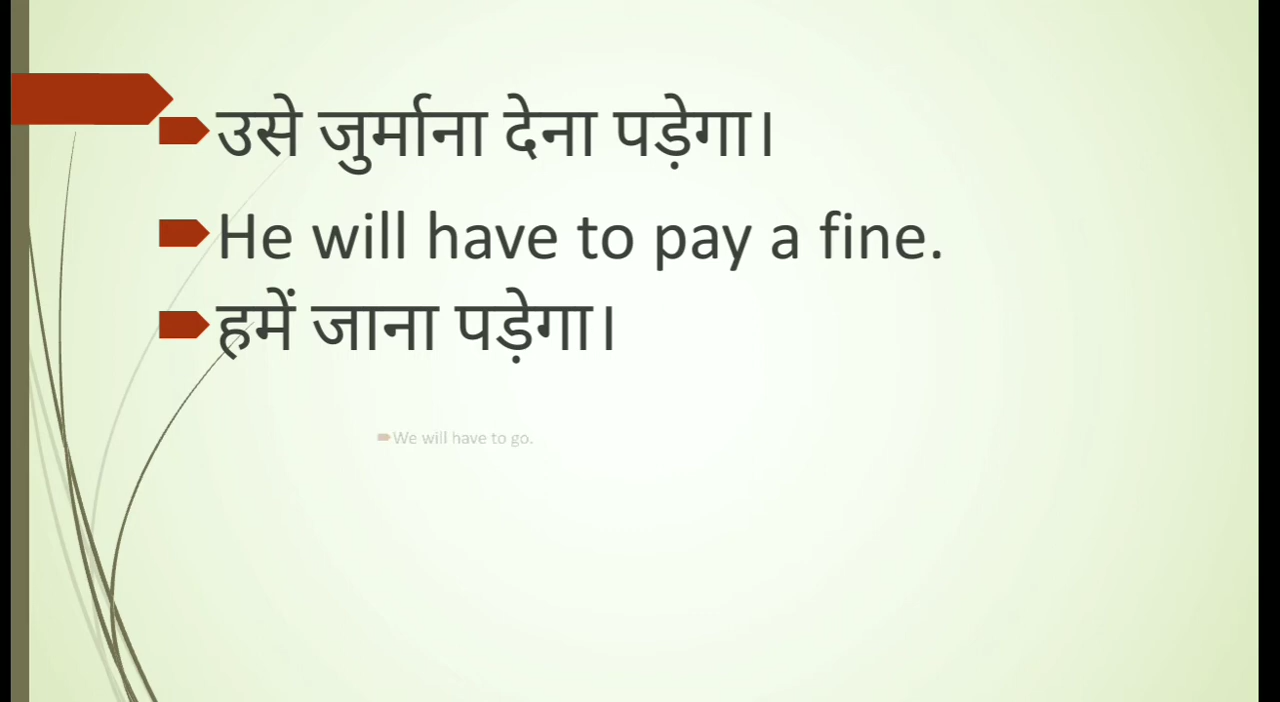 उसे जुर्माना देना पड़ेगा।
He will have to pay a fine.
हमें जाना पड़ेगा।
We will have to go.